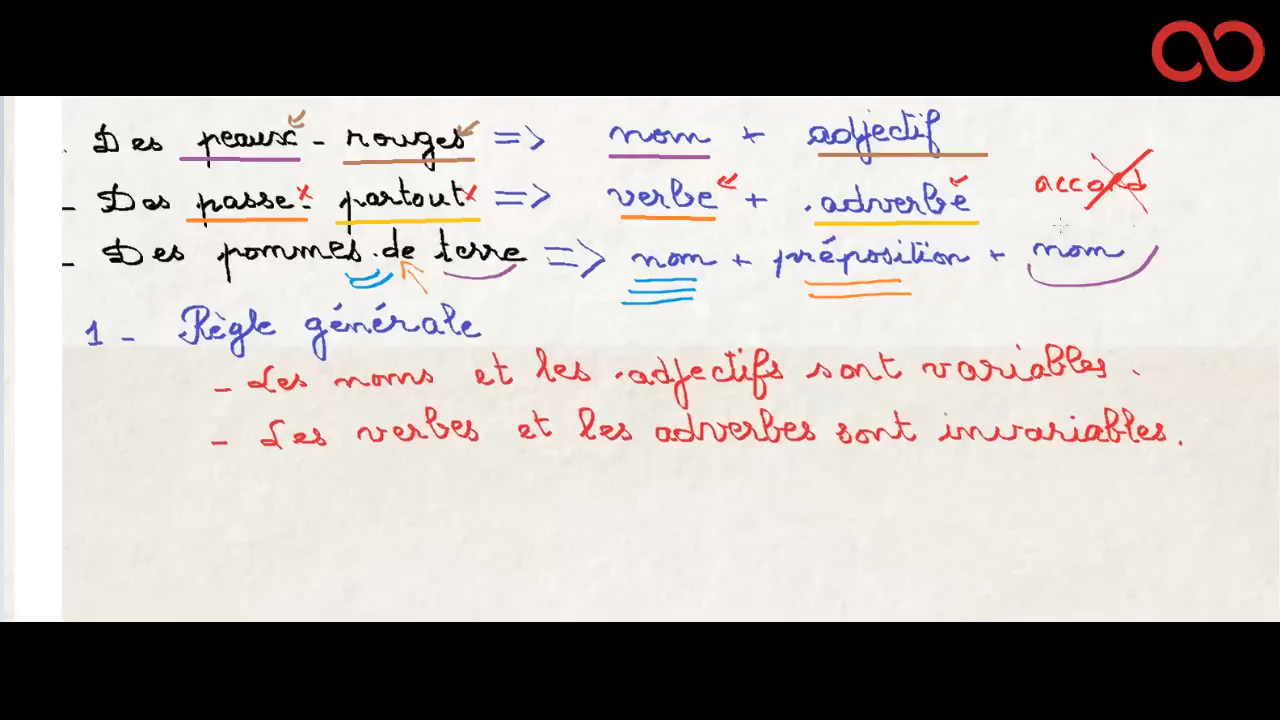 . Des peaux - rouges => nom + adjectif
- Des passe - partout => verbe + adverbe accord
- Des pommes de terre => nom + préposition + nom
1 - Règle générale
- Les noms et les adjectifs sont variables.
- Les verbes et les adverbes sont invariables.